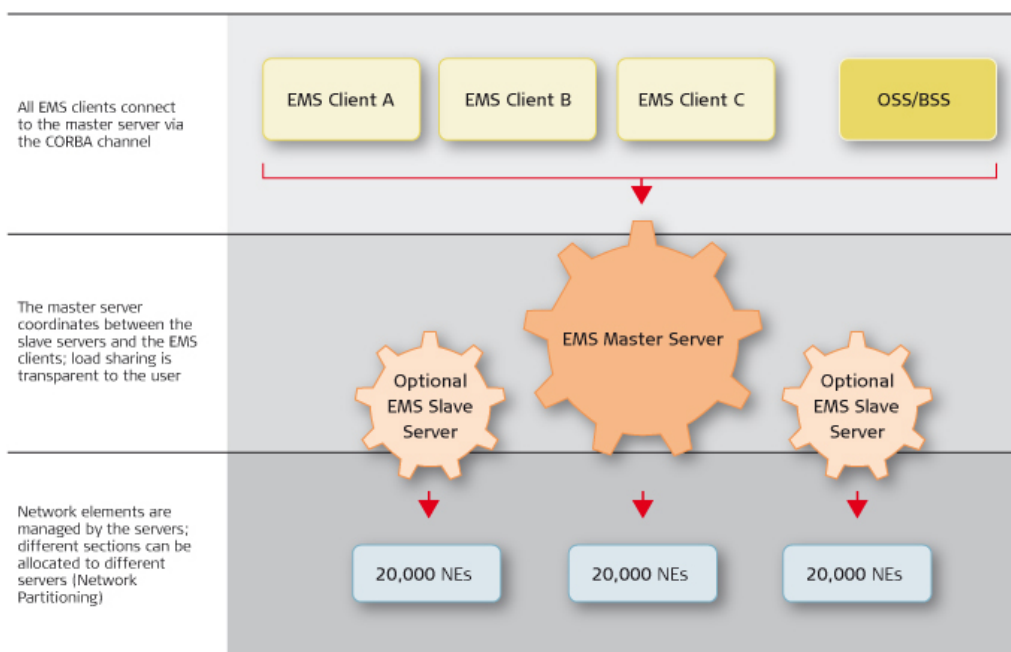 All EMS clients connect
to the master server via
the CORBA channel
EMS Client A
EMS Client B
EMS Client C
OSS/BSS
The master server
coordinates between the
slave servers and the EMS
clients; load sharing is
transparent to the user
EMS Master Server
Optional
EMS Slave
Server
Optional
EMS Slave
Server
Network elements are
managed by the servers;
different sections can be
allocated to different
servers (Network
Partitioning)
20,000 NEs
20,000 NEs
20,000 NEs